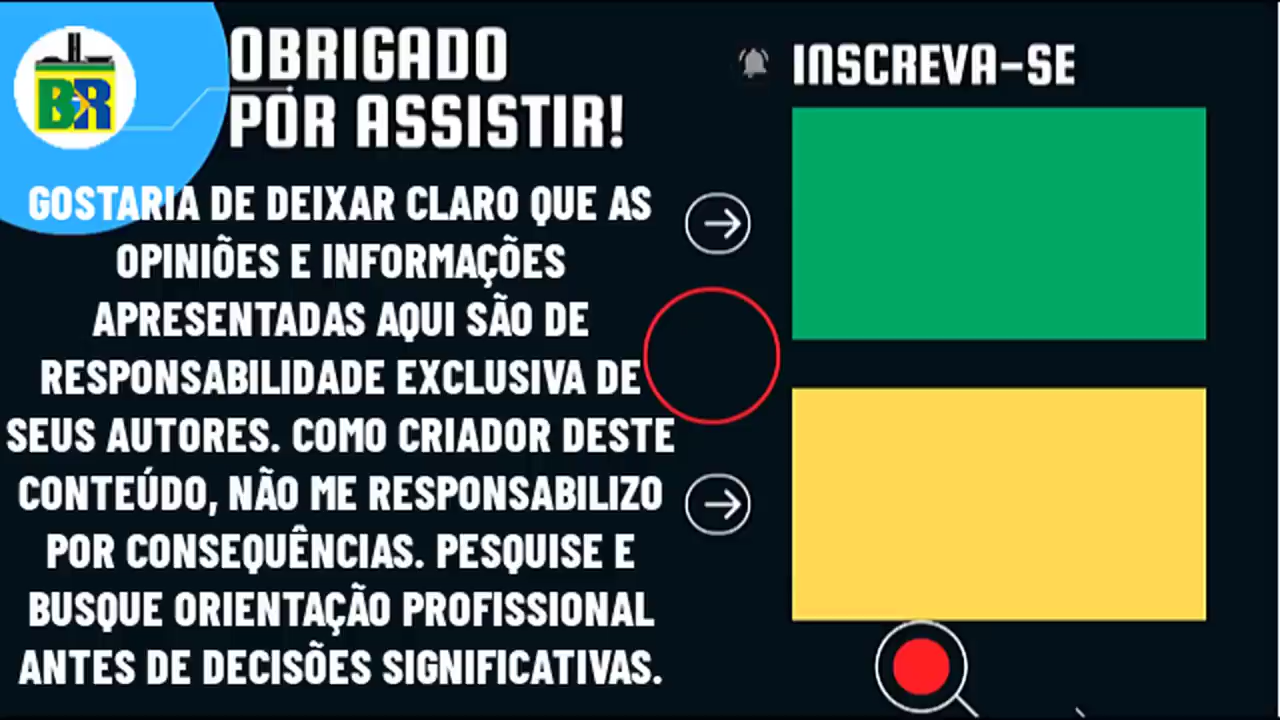 BR
OBRIGADO
POR ASSISTIR!
INSCREVA-SE
GOSTARIA DE DEIXAR CLARO QUE AS
OPINIÕES E INFORMAÇÕES
APRESENTADAS AQUI SÃO DE
RESPONSABILIDADE EXCLUSIVA DE
SEUS AUTORES. COMO CRIADOR DESTE
CONTEÚDO, NÃO ME RESPONSABILIZO
POR CONSEQUÊNCIAS. PESQUISE E
BUSQUE ORIENTAÇÃO PROFISSIONAL
ANTES DE DECISÕES SIGNIFICATIVAS.